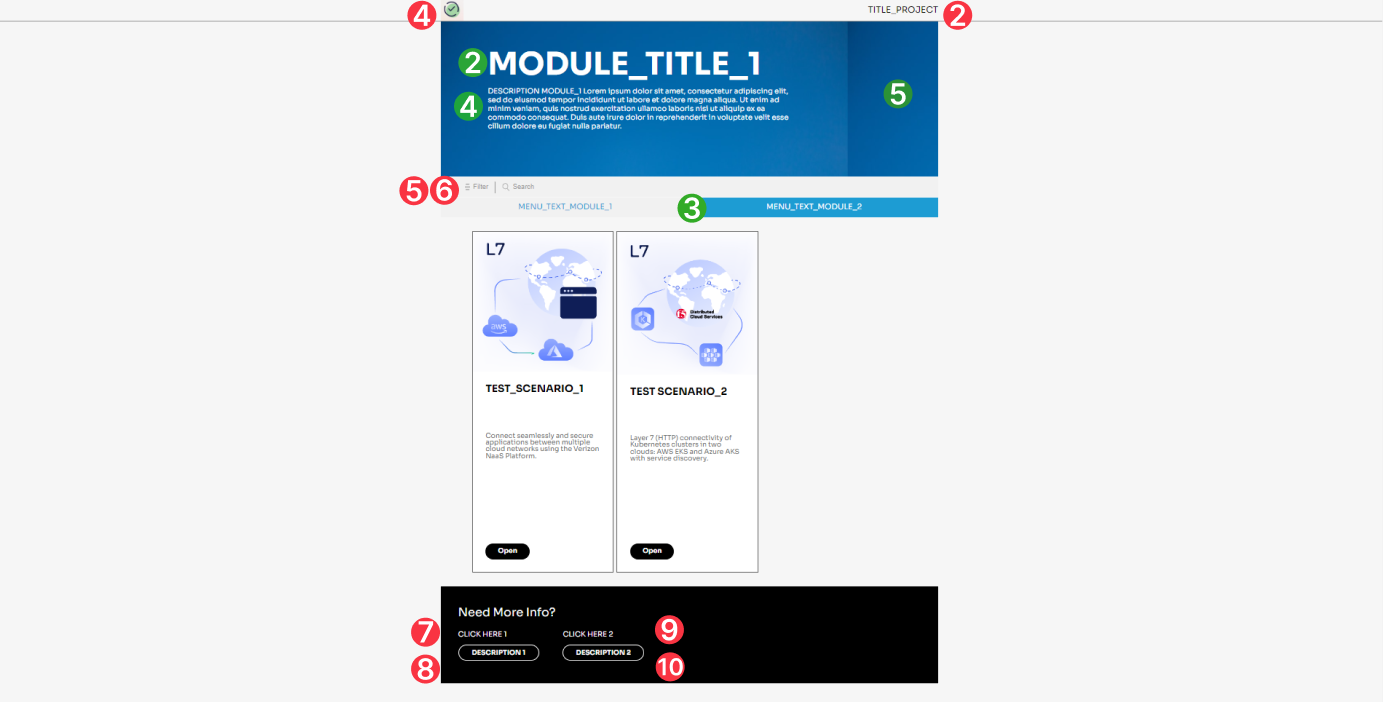 4
TITLE_PROJECT 2
2 MODULE_TITLE_1
DESCRIPTION MODULE_1 Lorem ipsum dolor sit amet, consectetur adipiscing elit,
sed do eiusmod tempor incididunt ut labore et dolore magna aliqua. Ut enim ad
minim veniam, quis nostrud exercitation ullamco laboris nisi ut aliquip ex ea
commodo consequat. Duis aute irure dolor in reprehenderit in voluptate velit esse
cillum dolore eu fugiat nulla pariatur.
4
5
5 6 Filter Search
MENU_TEXT_MODULE_1 3 MENU_TEXT_MODULE_2
L7
aws
TEST_SCENARIO_1
Connect seamlessly and secure
applications between multiple
cloud networks using the Verizon
NaaS Platform.
Open
L7
f5 Distributed
Cloud Services
TEST SCENARIO_2
Layer 7 (HTTP) connectivity of
Kubernetes clusters in two
clouds: AWS EKS and Azure AKS
with service discovery.
Open
Need More Info?
7 CLICK HERE 1 CLICK HERE 2 9
8 DESCRIPTION 1 DESCRIPTION 2 10